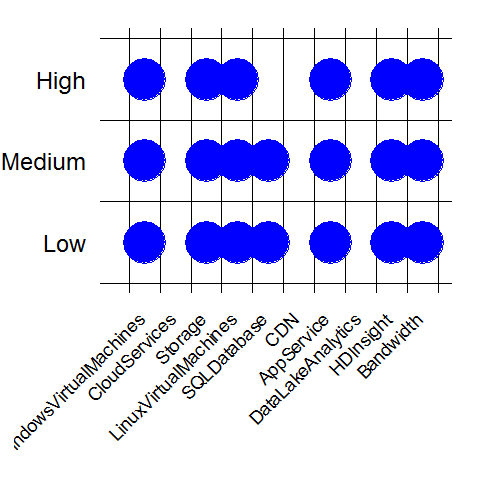 High
Medium
Low
ndowsVirtualMachines
CloudServices
Storage
LinuxVirtualMachines
SQLDatabase
CDN
AppService
DataLakeAnalytics
HDInsight
Bandwidth